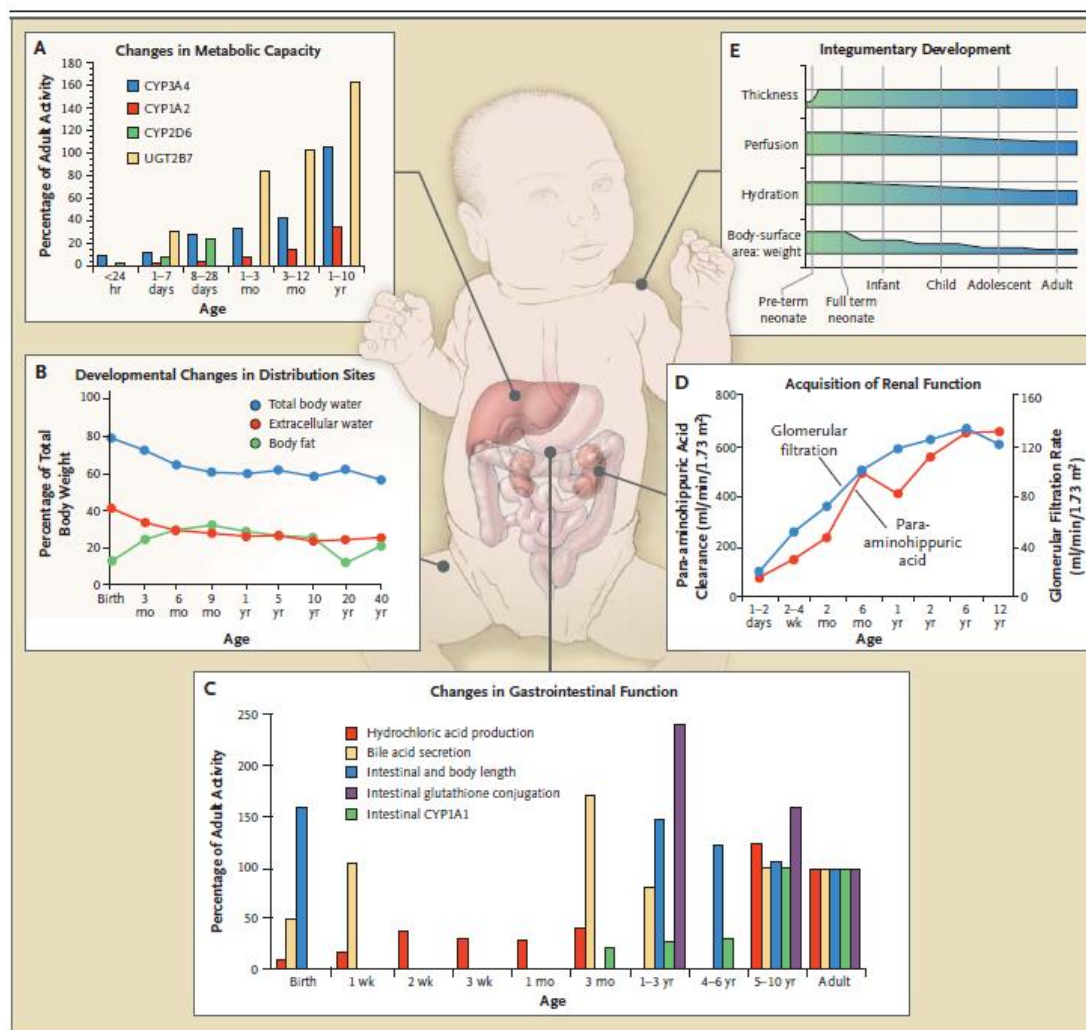 A
Changes in Metabolic Capacity
Percentage of Adult Activity
180
160
140
120
100
80
60
40
20
0
CYP3A4
CYP1A2
CYP2D6
UGT2B7
<24 1–7 8–28 1–3 3–12 1–10
hr days days mo mo yr
Age
E
Integumentary Development
Thickness
Perfusion
Hydration
Body-surface
area: weight
Infant Child Adolescent Adult
Pre-term Full term
neonate neonate
B
Developmental Changes in Distribution Sites
Percentage of Total
Body Weight
100
80
60
40
20
0
Total body water
Extracellular water
Body fat
Birth 3 6 9 1 5 10 20 40
mo mo mo yr yr yr yr yr
Age
D
Acquisition of Renal Function
Para-aminohippuric Acid
Clearance (ml/min/1.73 m²)
800
600
400
200
0
Glomerular
filtration
Para-
aminohippuric
acid
160
120
80
40
0
Glomerular Filtration Rate
(ml/min/1.73 m²)
1–2 2–4 2 6 1 2 6 12
days wk mo mo yr yr yr yr
Age
C
Changes in Gastrointestinal Function
Percentage of Adult Activity
250
200
150
100
50
0
Hydrochloric acid production
Bile acid secretion
Intestinal and body length
Intestinal glutathione conjugation
Intestinal CYP1A1
Birth 1 wk 2 wk 3 wk 1 mo 3 mo 1–3 yr 4–6 yr 5–10 yr Adult
Age